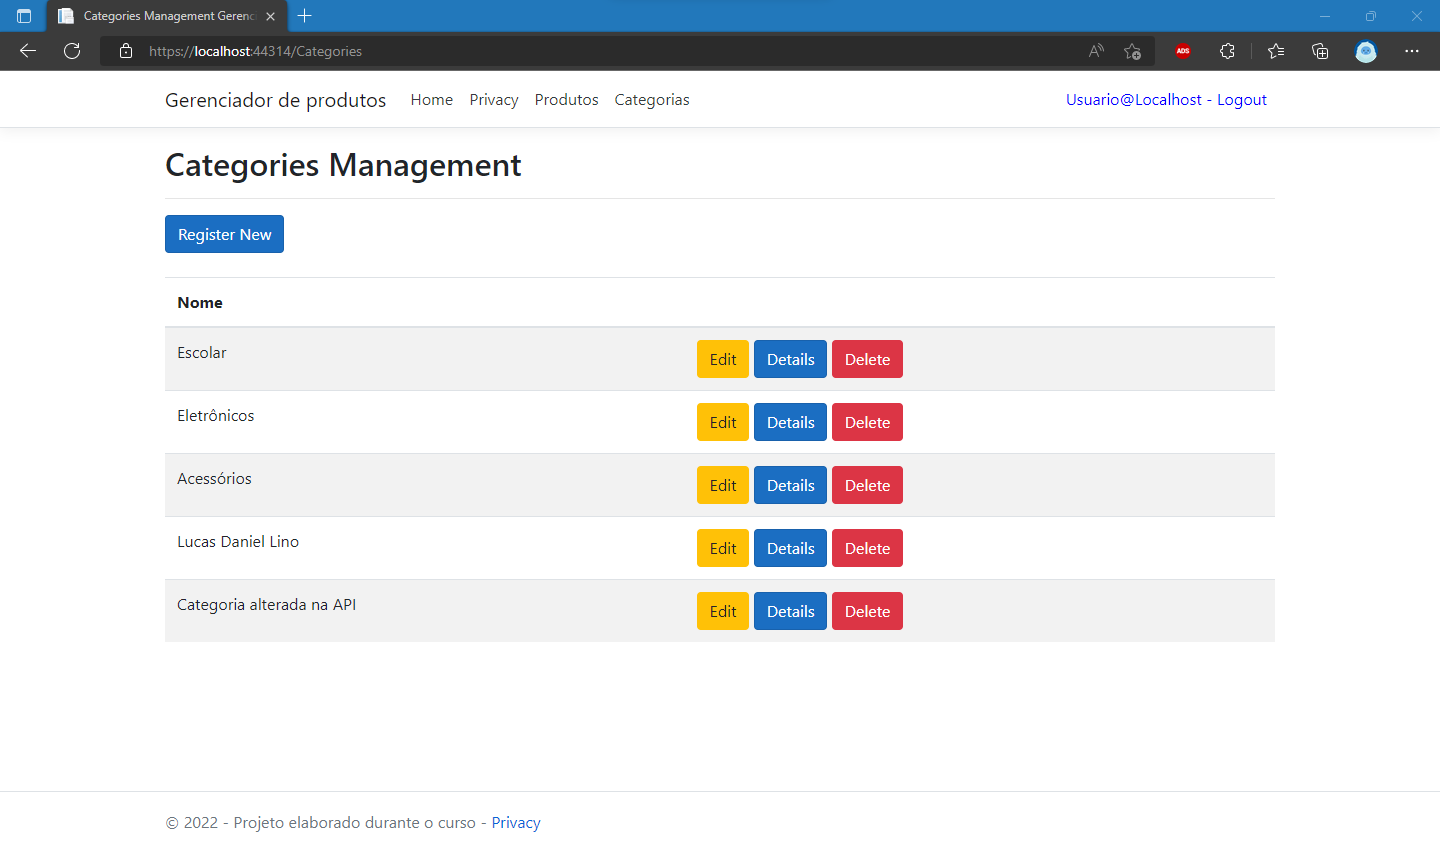 Categories Management Gerenc
https://localhost:44314/Categories
ADS
Gerenciador de produtos Home Privacy Produtos Categorias Usuario@Localhost - Logout
Categories Management
Register New
Nome
Escolar Edit Details Delete
Eletrônicos Edit Details Delete
Acessórios Edit Details Delete
Lucas Daniel Lino Edit Details Delete
Categoria alterada na API Edit Details Delete
© 2022 - Projeto elaborado durante o curso - Privacy